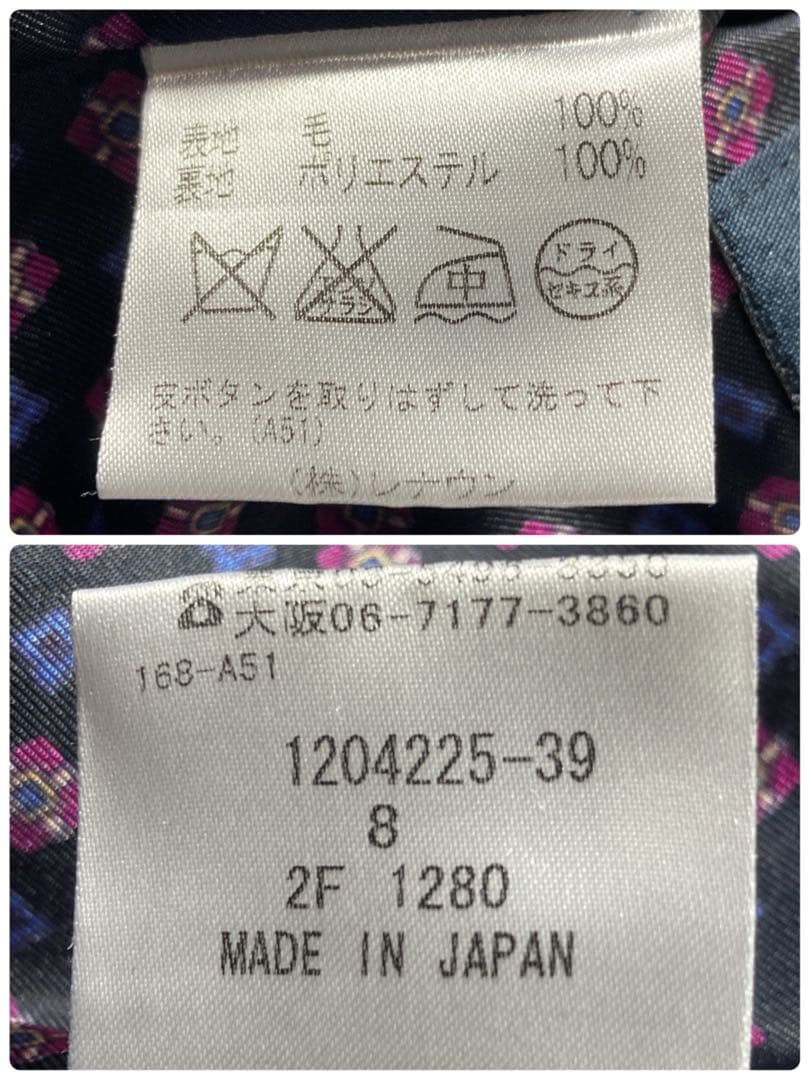 表地 毛 100%
裏地 ポリエステル 100%
中
ドライ
セキユ系
皮ボタンを取りはずして洗って下
さい。(A51)
(株)レナウン
大阪06-7177-3860
168-A51
1204225-39
8
2F 1280
MADE IN JAPAN